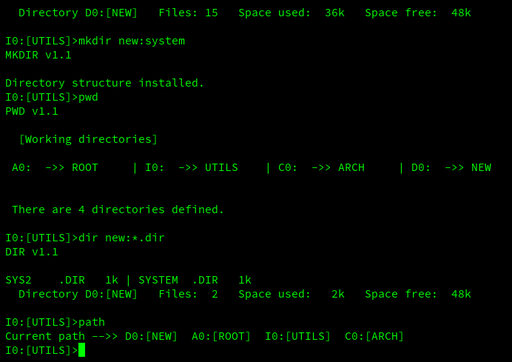 Directory D0:[NEW]   Files: 15   Space used:  36k   Space free:  48k
I0:[UTILS]>mkdir new:system
MKDIR v1.1
Directory structure installed.
I0:[UTILS]>pwd
PWD v1.1
[Working directories]
A0:  ->> ROOT     | I0:  ->> UTILS    | C0:  ->> ARCH     | D0:  ->> NEW
There are 4 directories defined.
I0:[UTILS]>dir new:*.dir
DIR v1.1
SYS2    .DIR   1k | SYSTEM  .DIR   1k
Directory D0:[NEW]   Files:  2   Space used:   2k   Space free:  48k
I0:[UTILS]>path
Current path -->> D0:[NEW]  A0:[ROOT]  I0:[UTILS]  C0:[ARCH]
I0:[UTILS]>